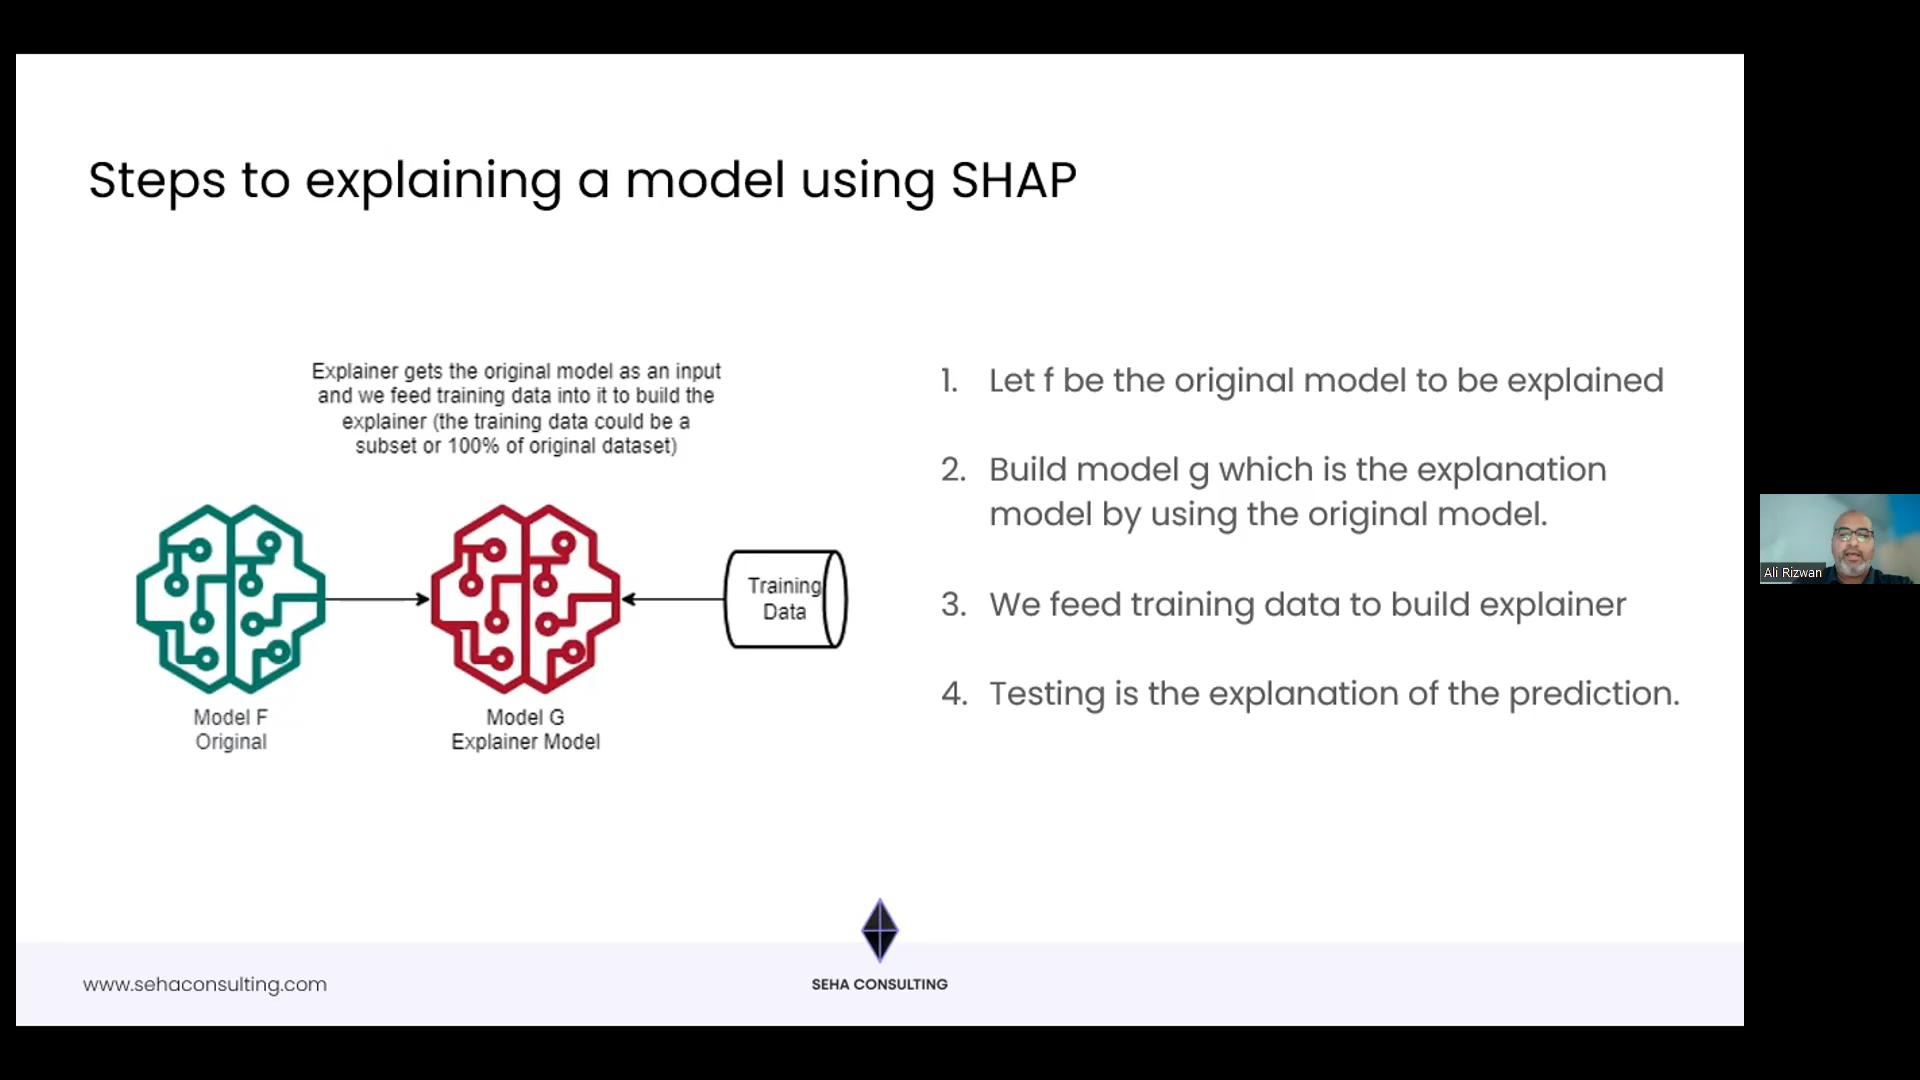 Steps to explaining a model using SHAP
Explainer gets the original model as an input
and we feed training data into it to build the
explainer (the training data could be a
subset or 100% of original dataset)
Training
Data
Model F
Original
Model G
Explainer Model
1. Let f be the original model to be explained
2. Build model g which is the explanation
model by using the original model.
3. We feed training data to build explainer
4. Testing is the explanation of the prediction.
Ali Rizwan
www.sehaconsulting.com
SEHA CONSULTING